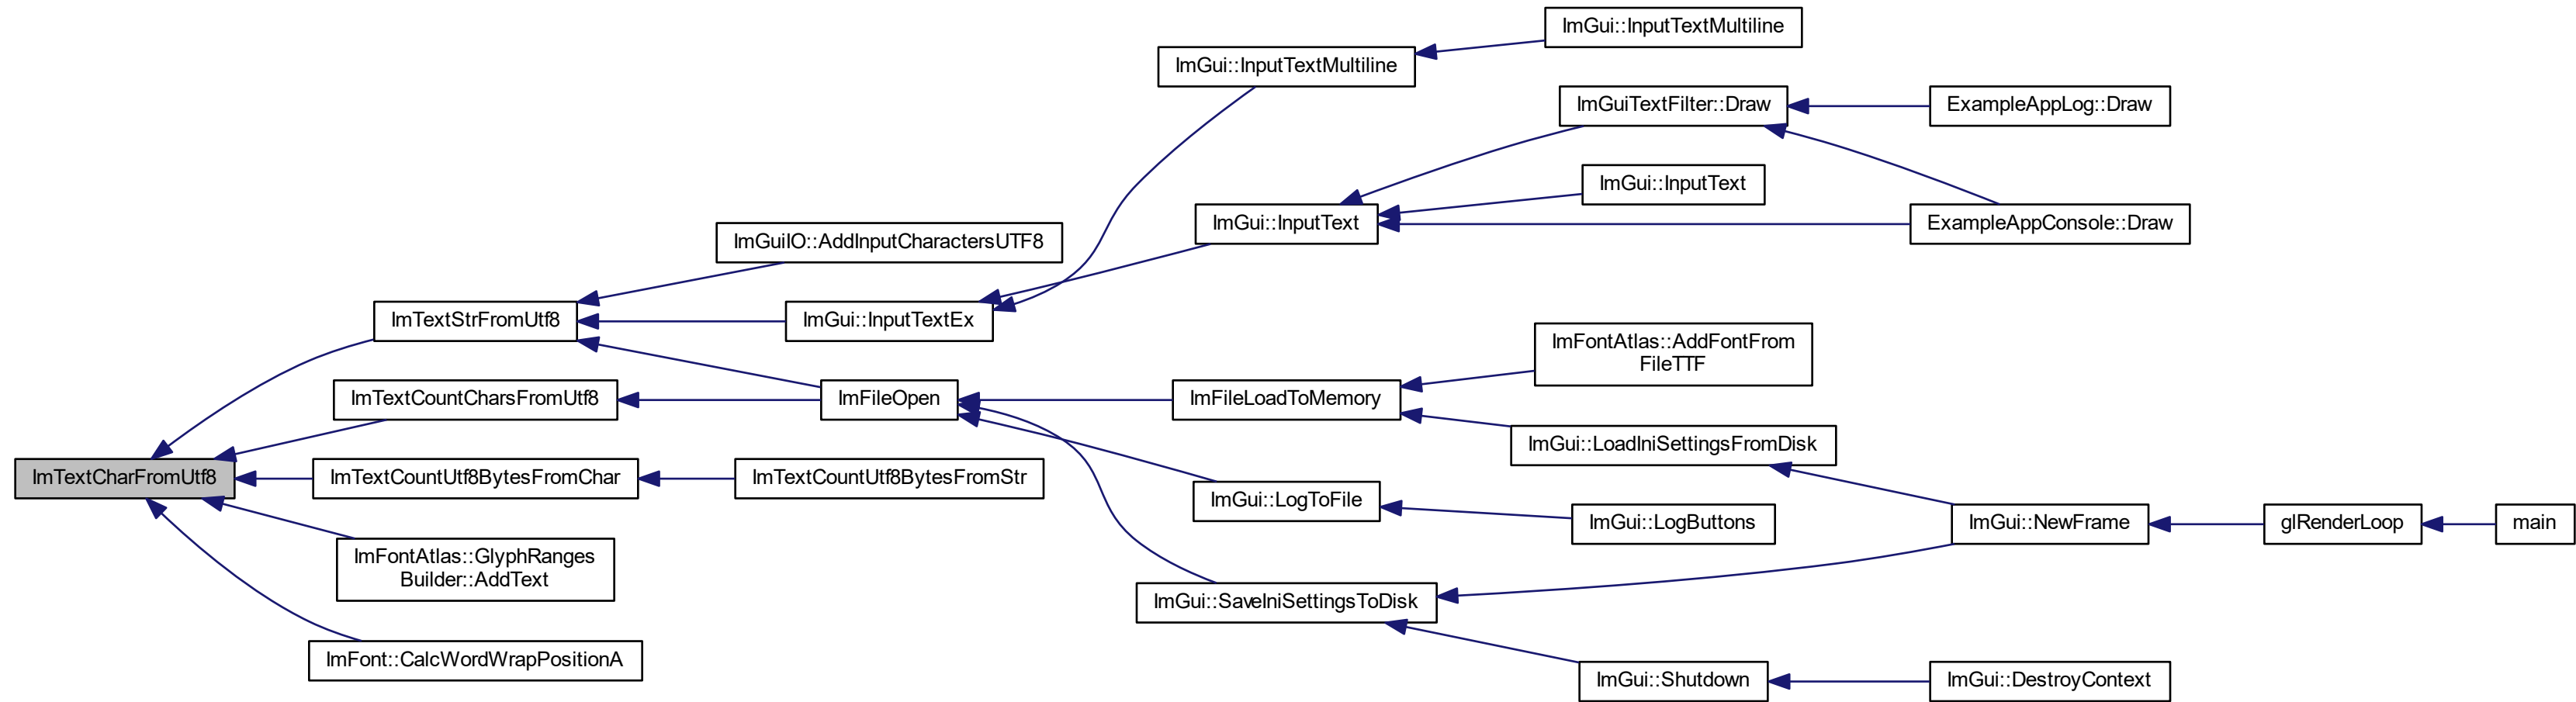 ImGui::InputTextMultiline
ImGui::InputTextMultiline
ImGuiTextFilter::Draw
ExampleAppLog::Draw
ImGui::InputText
ImGui::InputText
ExampleAppConsole::Draw
ImGuiIO::AddInputCharactersUTF8
ImTextStrFromUtf8
ImGui::InputTextEx
ImFontAtlas::AddFontFrom
FileTTF
ImTextCountCharsFromUtf8
ImFileOpen
ImFileLoadToMemory
ImGui::LoadIniSettingsFromDisk
ImTextCharFromUtf8
ImTextCountUtf8BytesFromChar
ImTextCountUtf8BytesFromStr
ImGui::LogToFile
ImGui::LogButtons
ImGui::NewFrame
glRenderLoop
main
ImFontAtlas::GlyphRanges
Builder::AddText
ImGui::SaveIniSettingsToDisk
ImFont::CalcWordWrapPositionA
ImGui::Shutdown
ImGui::DestroyContext